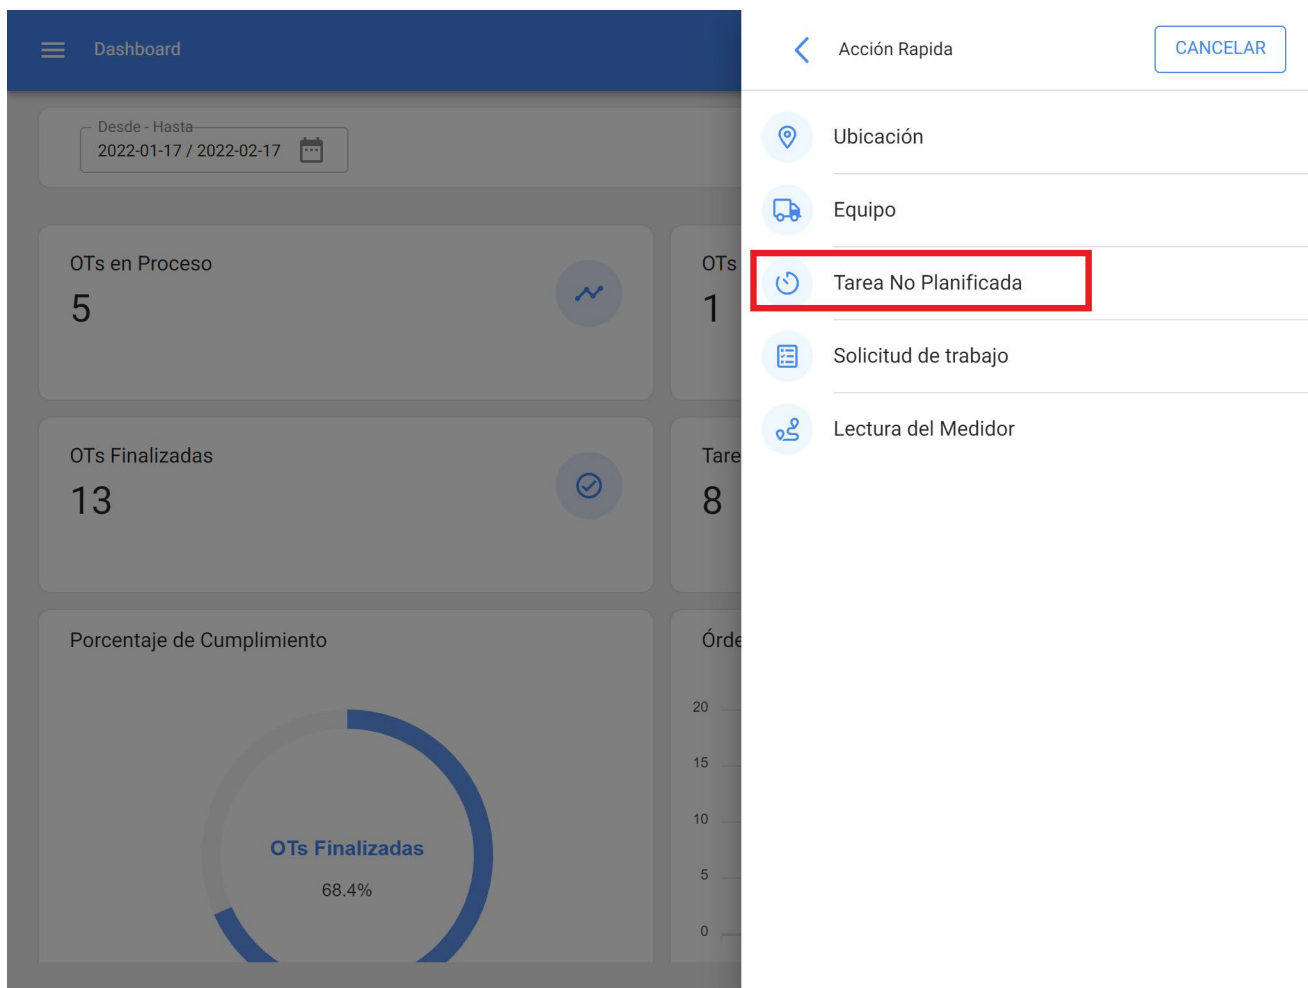 Dashboard
Desde - Hasta
2022-01-17 / 2022-02-17
OTs en Proceso
5
OTs
1
OTs Finalizadas
13
Tare
8
Porcentaje de Cumplimiento
OTs Finalizadas
68.4%
Órde
20
15
10
5
0
Acción Rapida
CANCELAR
Ubicación
Equipo
Tarea No Planificada
Solicitud de trabajo
Lectura del Medidor